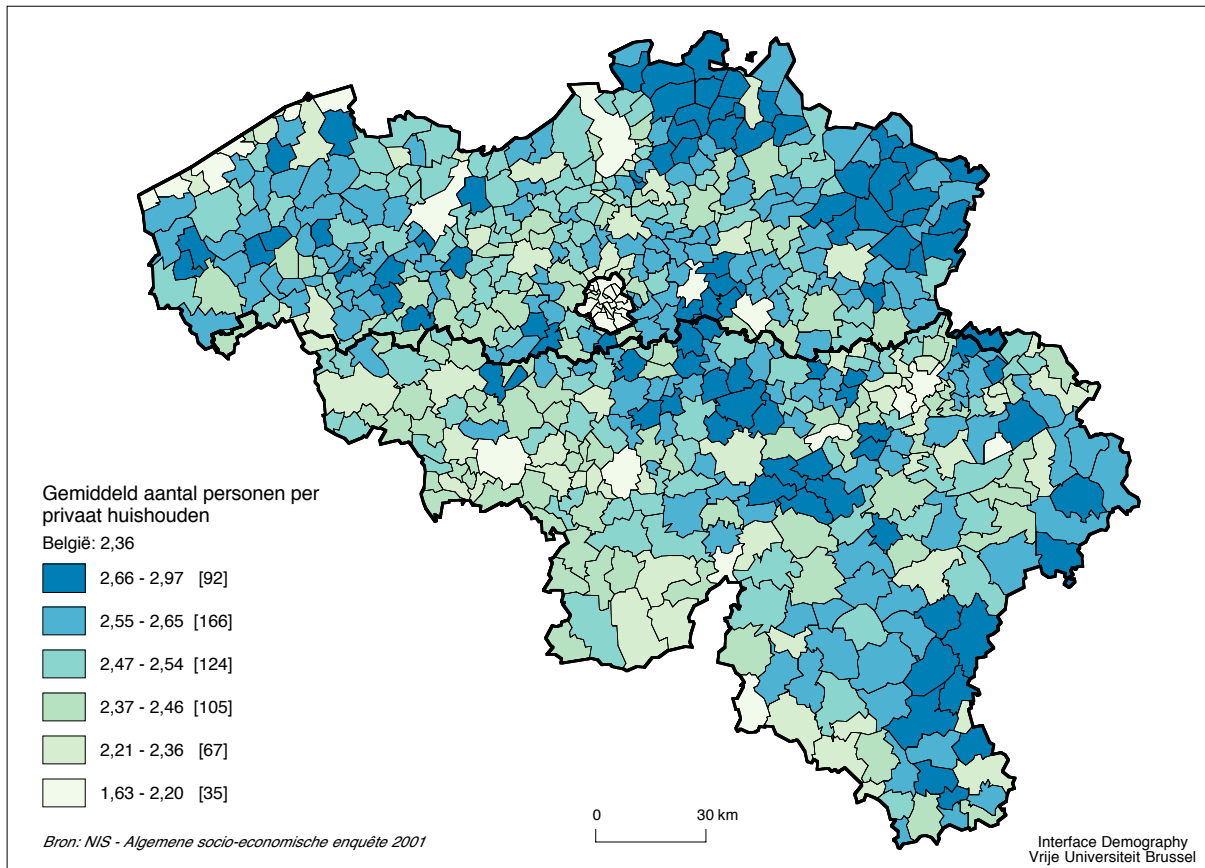 Gemiddeld aantal personen per
privaat huishouden
België: 2,36
2,66 - 2,97 [92]
2,55 - 2,65 [166]
2,47 - 2,54 [124]
2,37 - 2,46 [105]
2,21 - 2,36 [67]
1,63 - 2,20 [35]
0 30 km
Bron: NIS - Algemene socio-economische enquête 2001
Interface Demography
Vrije Universiteit Brussel